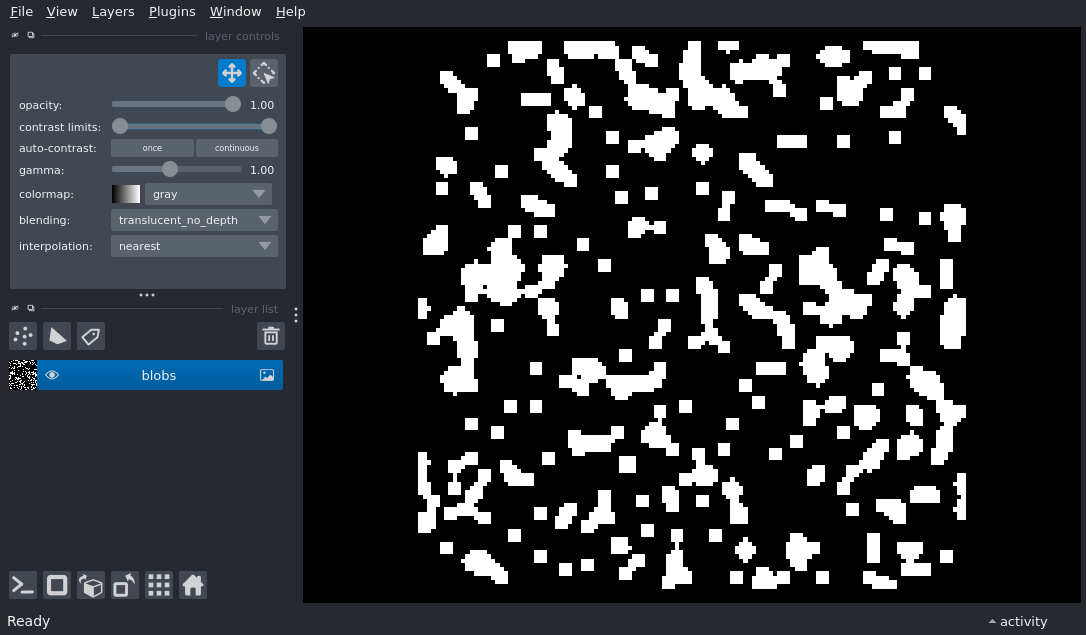 File View Layers Plugins Window Help
layer controls
opacity: 1.00
contrast limits:
auto-contrast: once continuous
gamma: 1.00
colormap: gray
blending: translucent_no_depth
interpolation: nearest
layer list
blobs
Ready activity